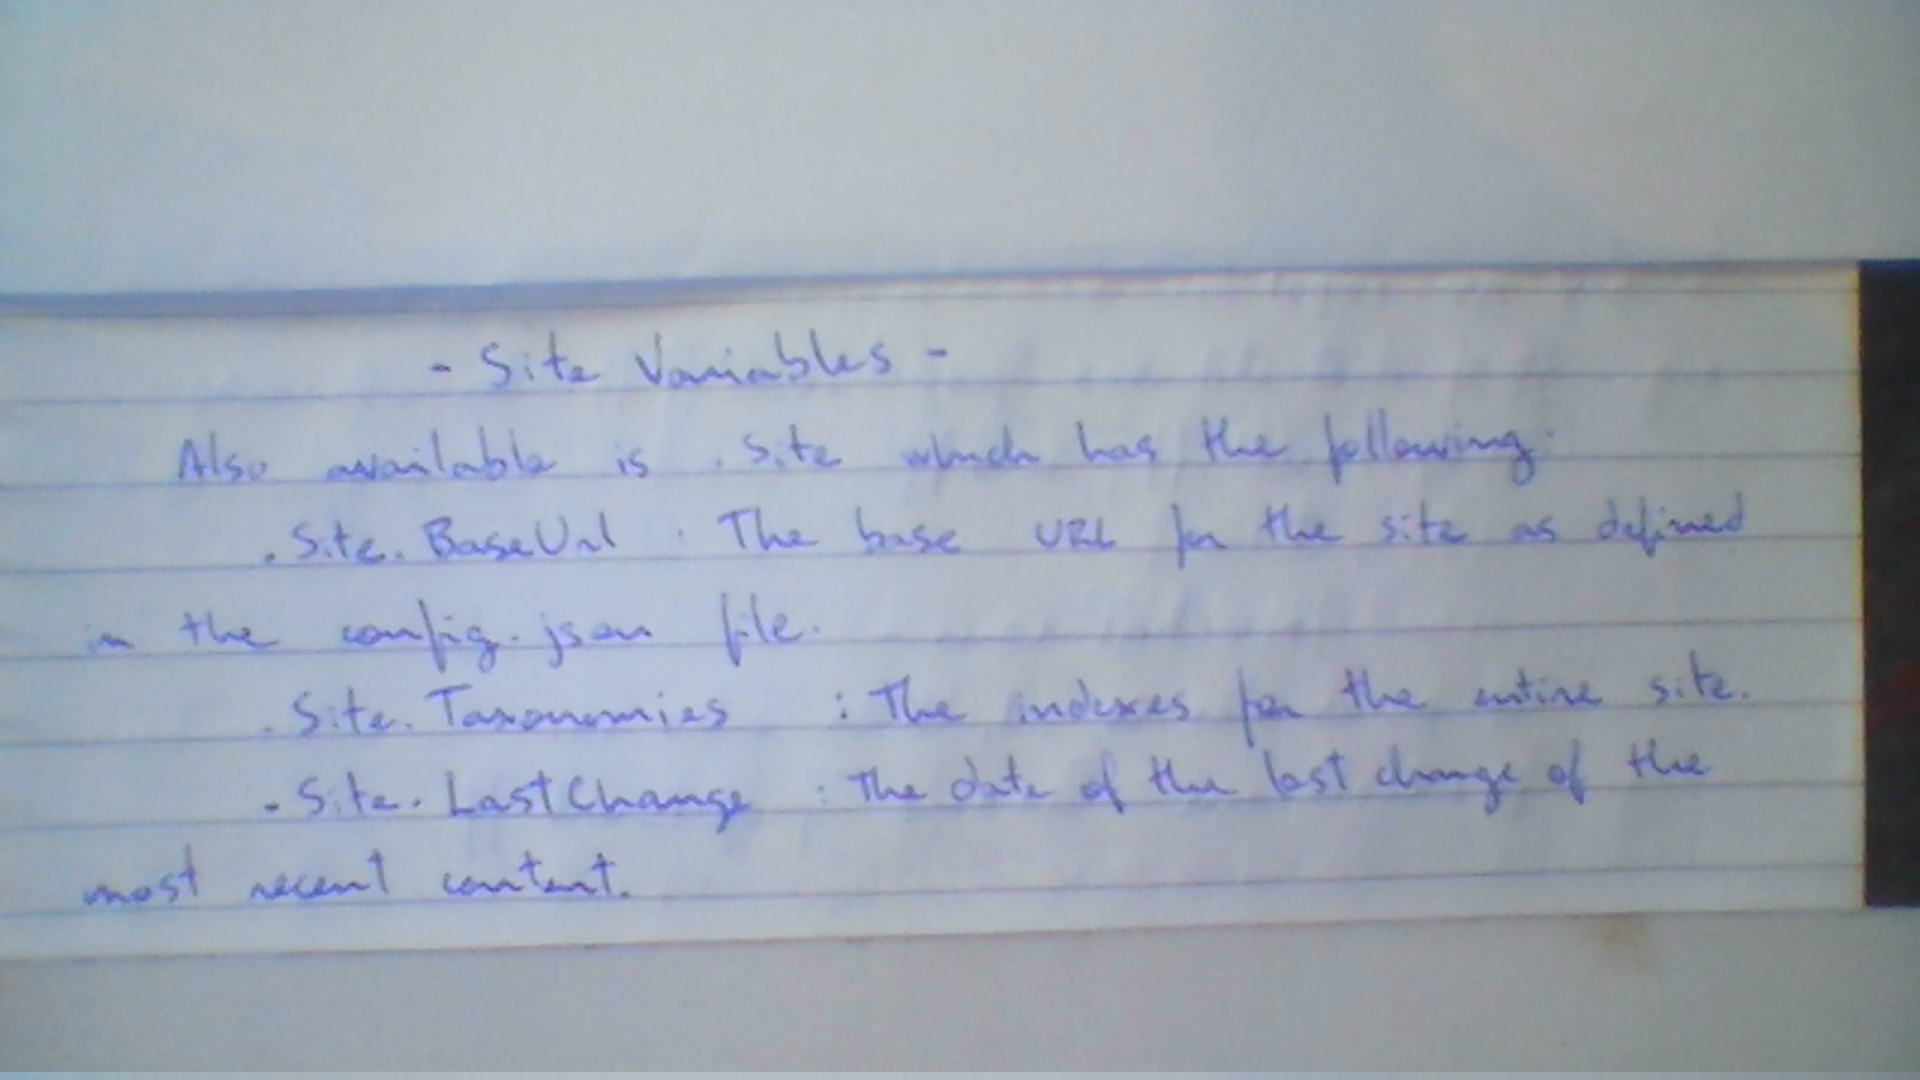 - Site Variables -
Also available is .Site which has the following:
.Site.BaseUrl : The base URL for the site as defined
in the config.json file.
.Site.Taxonomies : The indexes for the entire site.
.Site.LastChange : The date of the last change of the
most recent content.